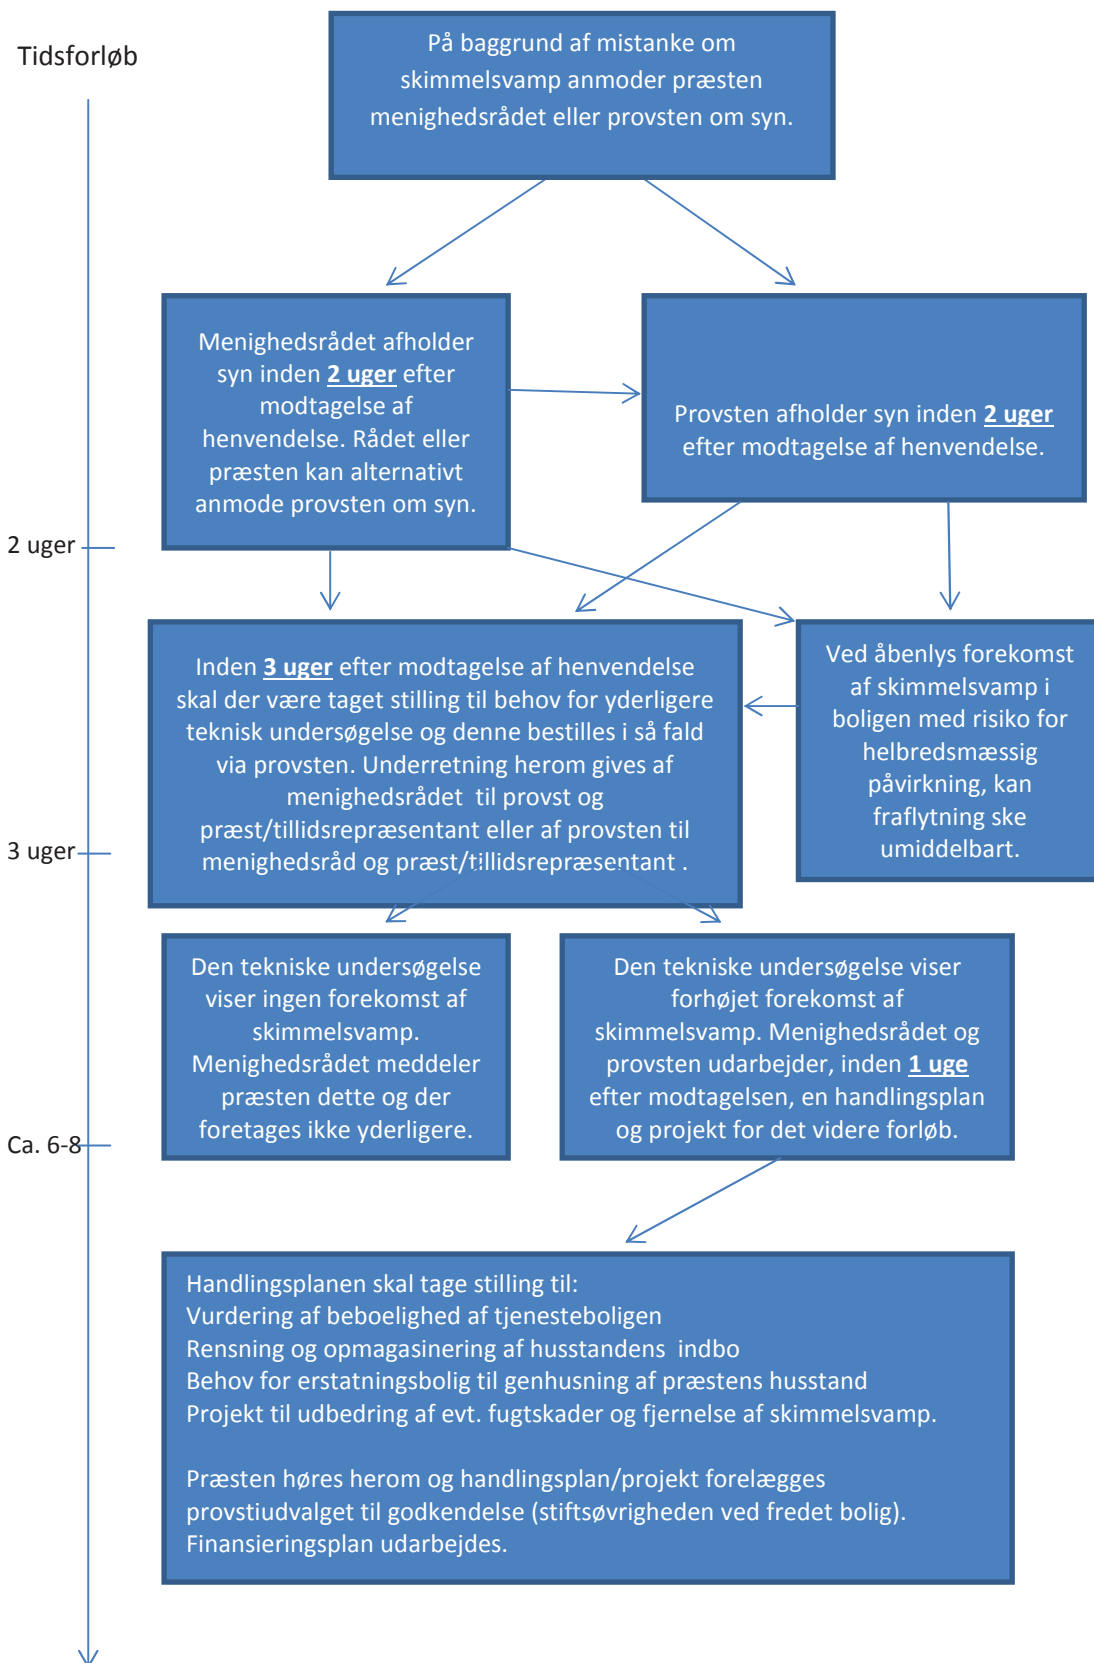 Tidsforløb
På baggrund af mistanke om
skimmelsvamp anmoder præsten
menighedsrådet eller provsten om syn.
Menighedsrådet afholder
syn inden 2 uger efter
modtagelse af
henvendelse. Rådet eller
præsten kan alternativt
anmode provsten om syn.
Provsten afholder syn inden 2 uger
efter modtagelse af henvendelse.
2 uger
Inden 3 uger efter modtagelse af henvendelse
skal der være taget stilling til behov for yderligere
teknisk undersøgelse og denne bestilles i så fald
via provsten. Underretning herom gives af
menighedsrådet til provst og
præst/tillidsrepræsentant eller af provsten til
menighedsråd og præst/tillidsrepræsentant .
Ved åbenlys forekomst
af skimmelsvamp i
boligen med risiko for
helbredsmæssig
påvirkning, kan
fraflytning ske
umiddelbart.
3 uger
Den tekniske undersøgelse
viser ingen forekomst af
skimmelsvamp.
Menighedsrådet meddeler
præsten dette og der
foretages ikke yderligere.
Den tekniske undersøgelse viser
forhøjet forekomst af
skimmelsvamp. Menighedsrådet og
provsten udarbejder, inden 1 uge
efter modtagelsen, en handlingsplan
og projekt for det videre forløb.
Ca. 6-8
Handlingsplanen skal tage stilling til:
Vurdering af beboelighed af tjenesteboligen
Rensning og opmagasinering af husstandens indbo
Behov for erstatningsbolig til genhusning af præstens husstand
Projekt til udbedring af evt. fugtskader og fjernelse af skimmelsvamp.
Præsten høres herom og handlingsplan/projekt forelægges
provstiudvalget til godkendelse (stiftsøvrigheden ved fredet bolig).
Finansieringsplan udarbejdes.